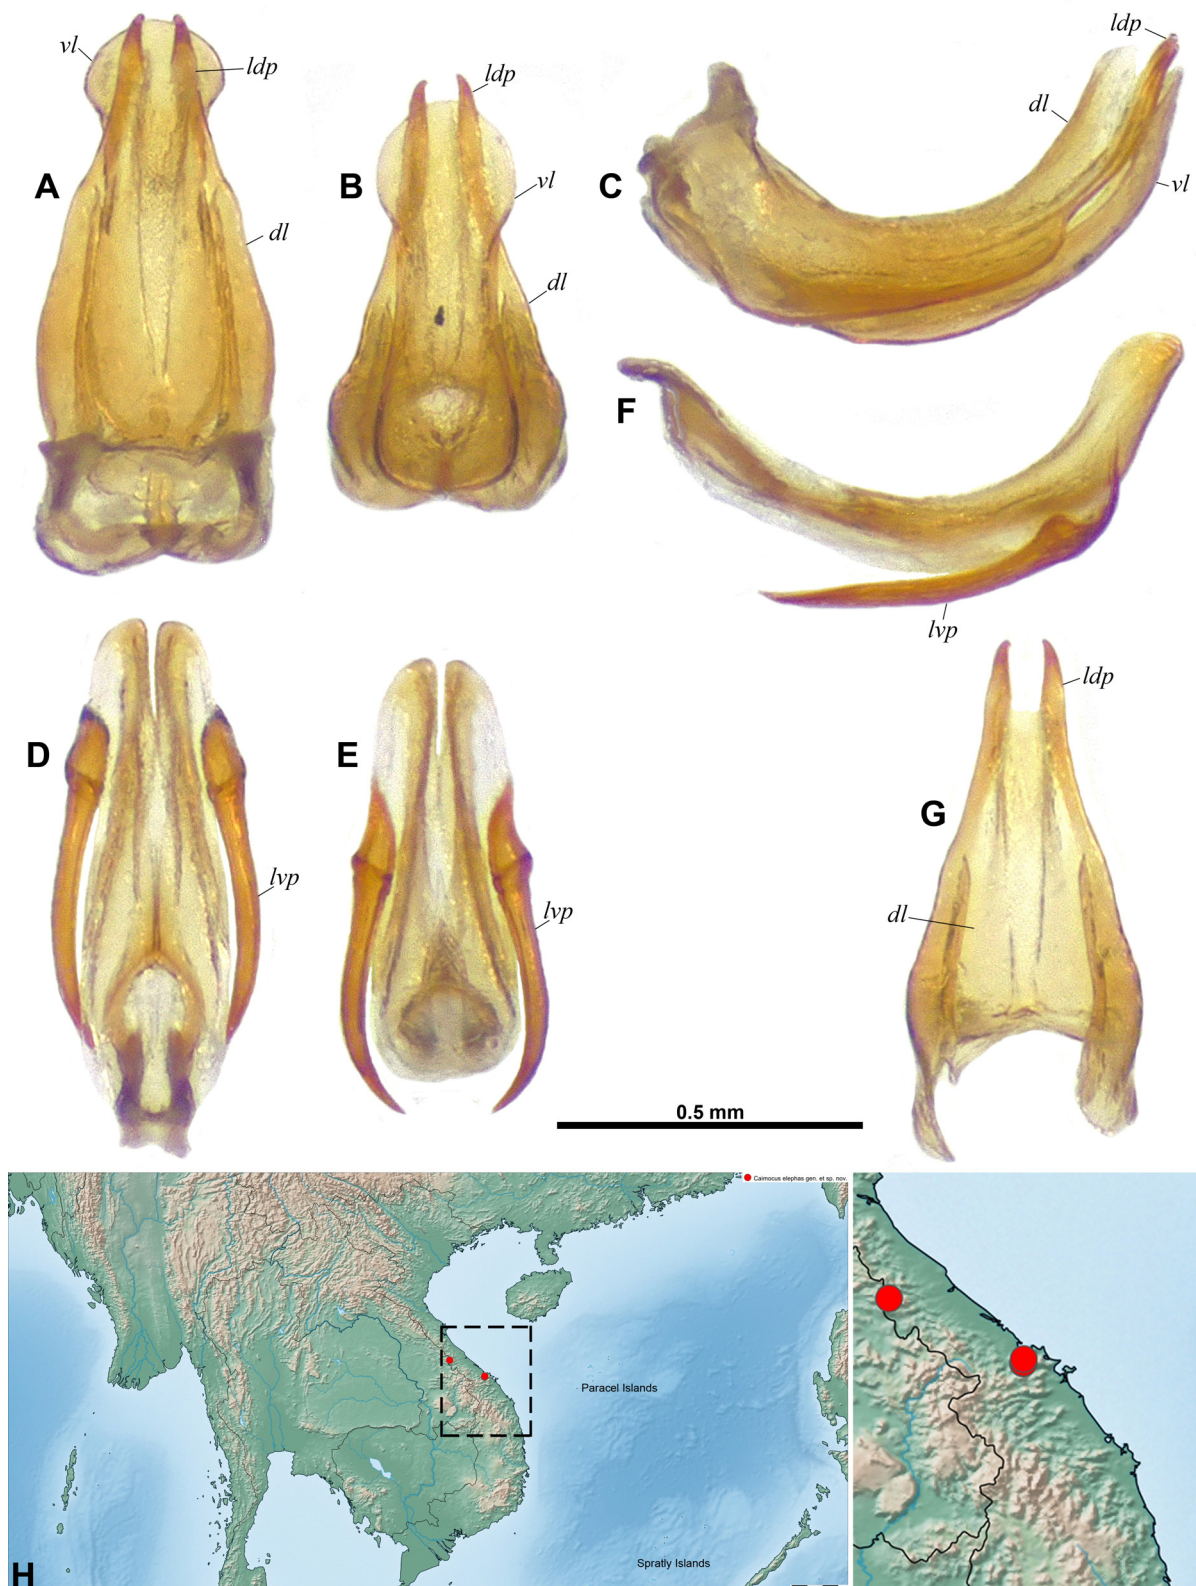 ldp
vl
ldp
ldp
dl
A
B
vl
C
vl
dl
dl
F
lvp
ldp
D
E
G
lvp
lvp
dl
0.5 mm
Caimocus elephas gen. et sp. nov.
Paracel Islands
Spratly Islands
H